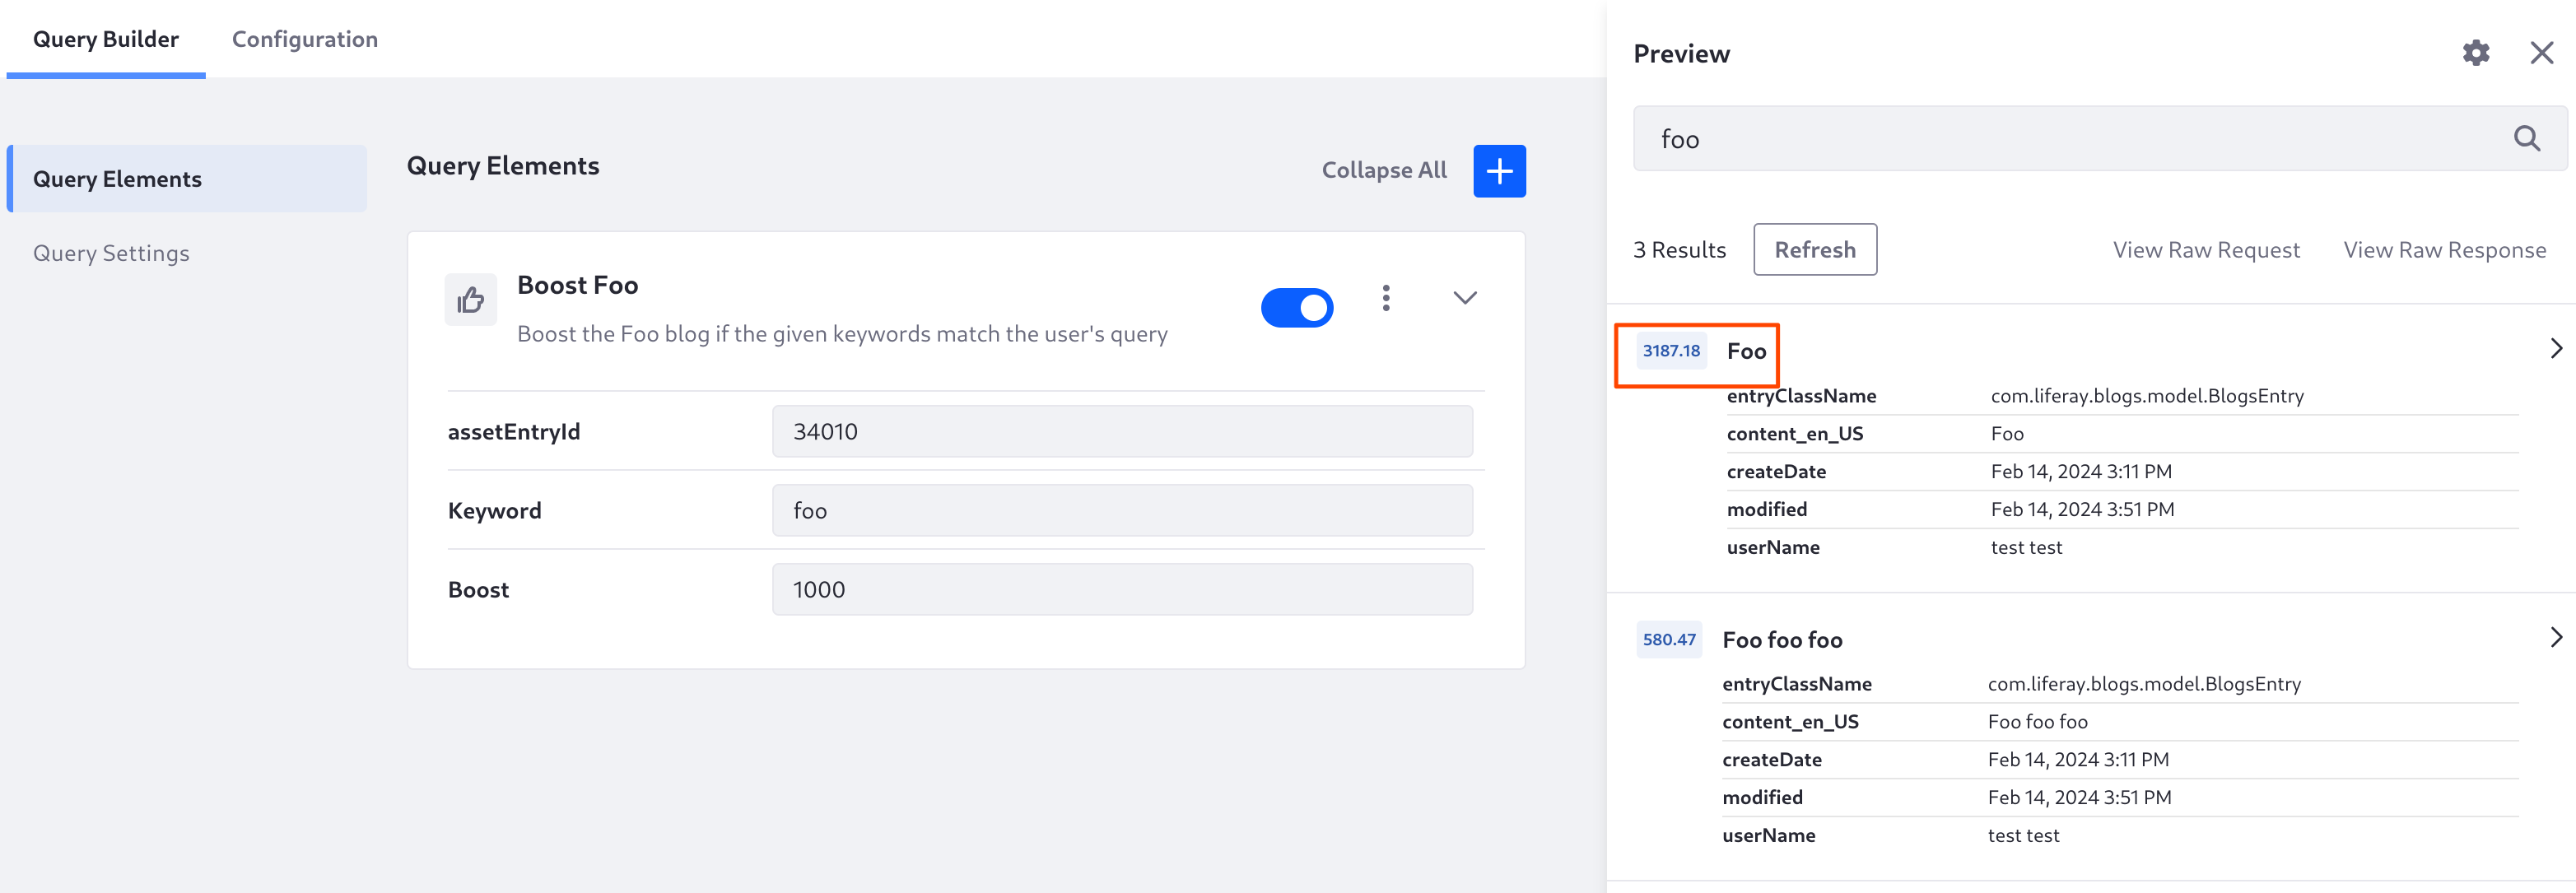 Query Builder
Configuration
Query Elements
Query Settings
Query Elements
Collapse All
Boost Foo
Boost the Foo blog if the given keywords match the user's query
assetEntryId
34010
Keyword
foo
Boost
1000
Preview
foo
3 Results
Refresh
View Raw Request
View Raw Response
3187.18
Foo
entryClassName
com.liferay.blogs.model.BlogsEntry
content_en_US
Foo
createDate
Feb 14, 2024 3:11 PM
modified
Feb 14, 2024 3:51 PM
userName
test test
580.47
Foo foo foo
entryClassName
com.liferay.blogs.model.BlogsEntry
content_en_US
Foo foo foo
createDate
Feb 14, 2024 3:11 PM
modified
Feb 14, 2024 3:51 PM
userName
test test